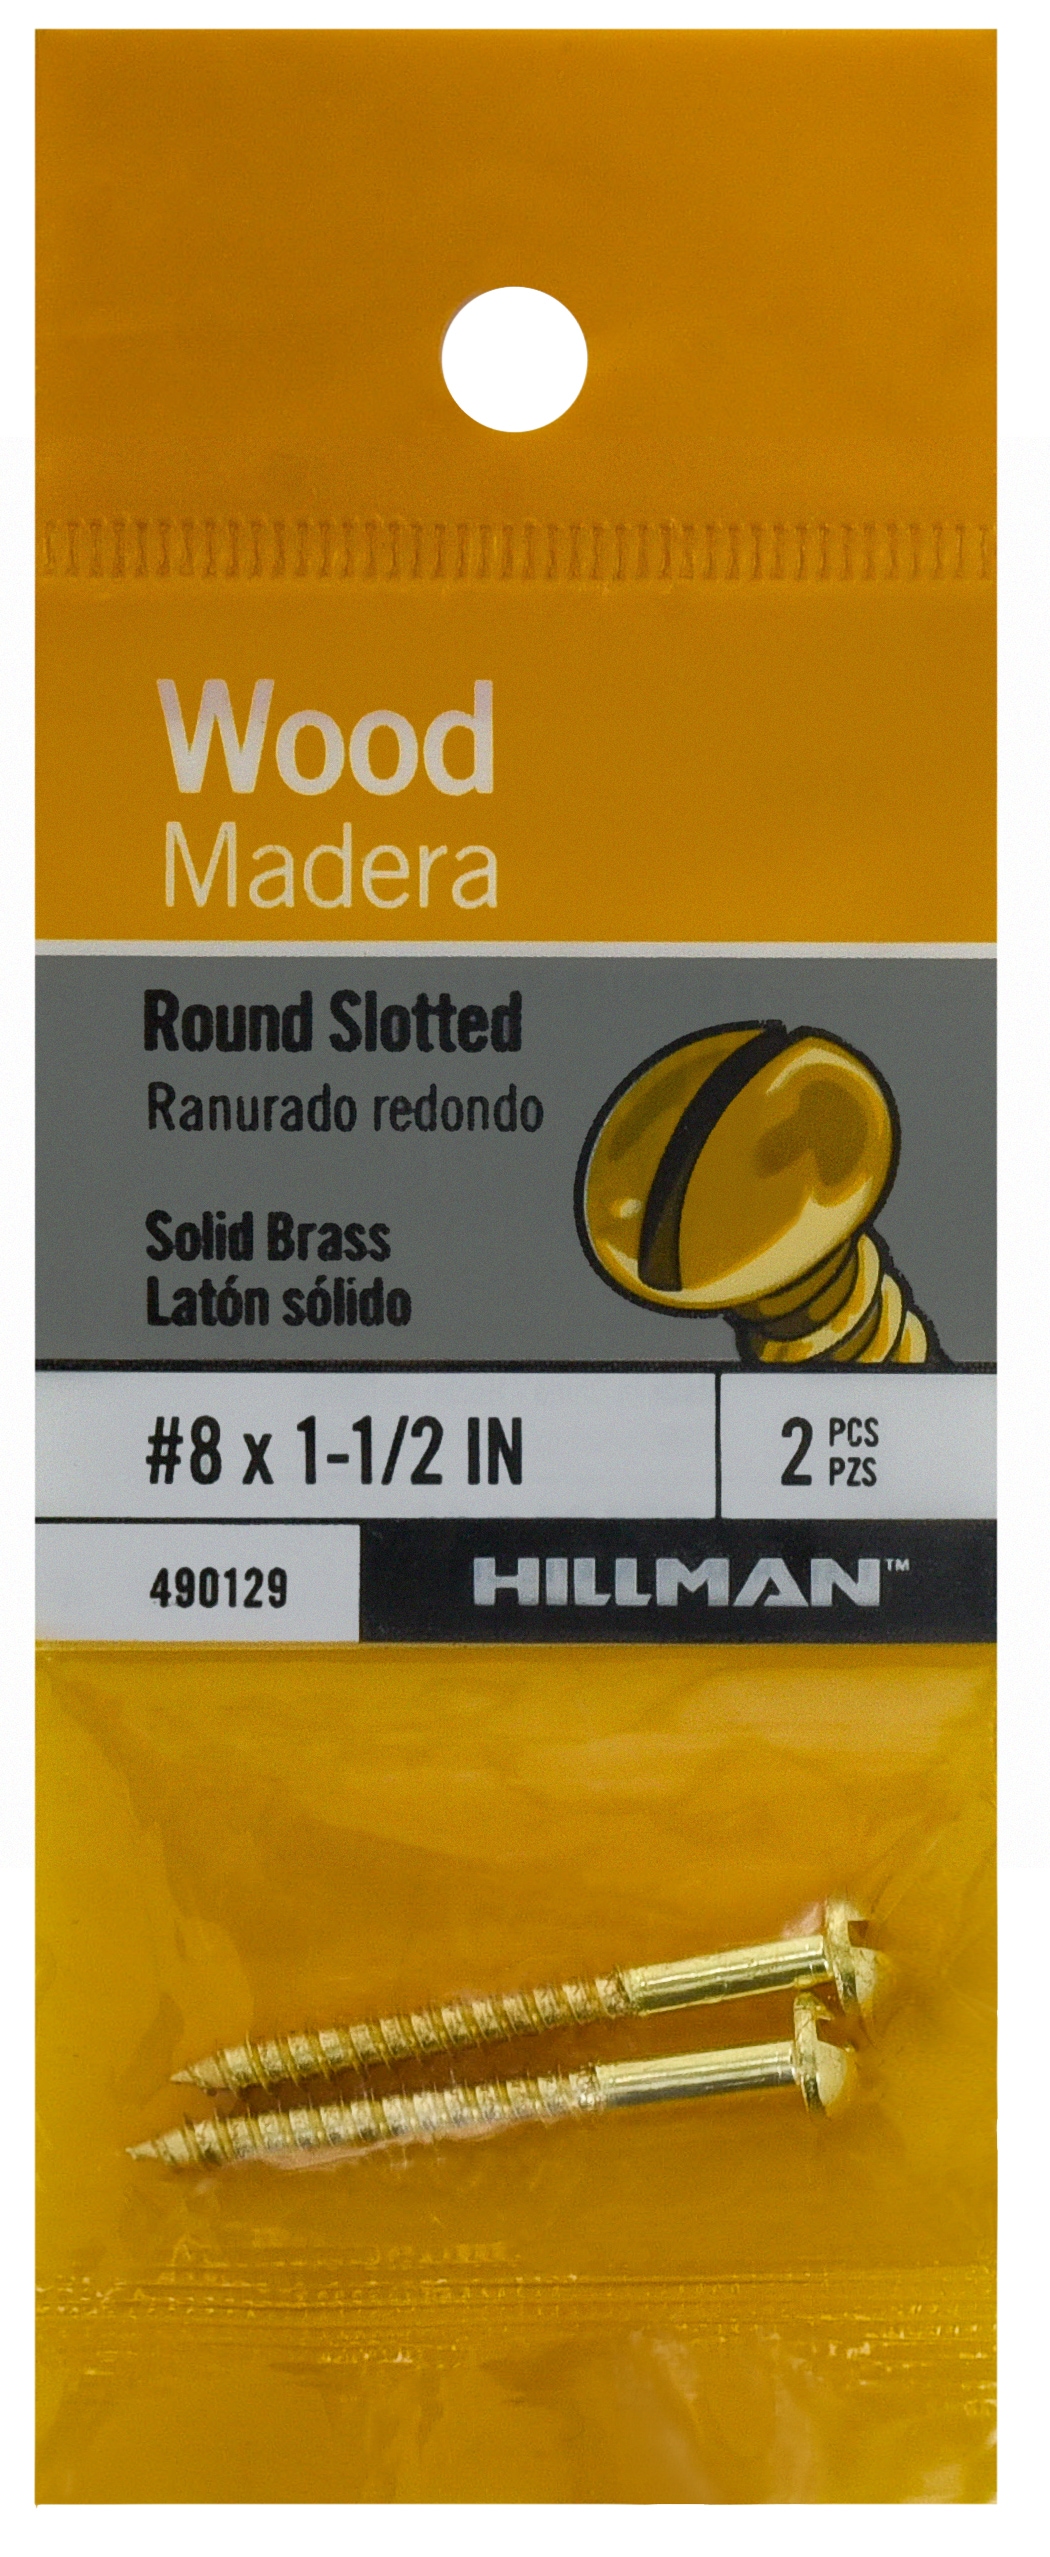 Wood
Madera
Round Slotted
Ranurado redondo
Solid Brass
Latón sólido
#8 x 1-1/2 IN
2 PCS
PZS
490129
HILLMAN™